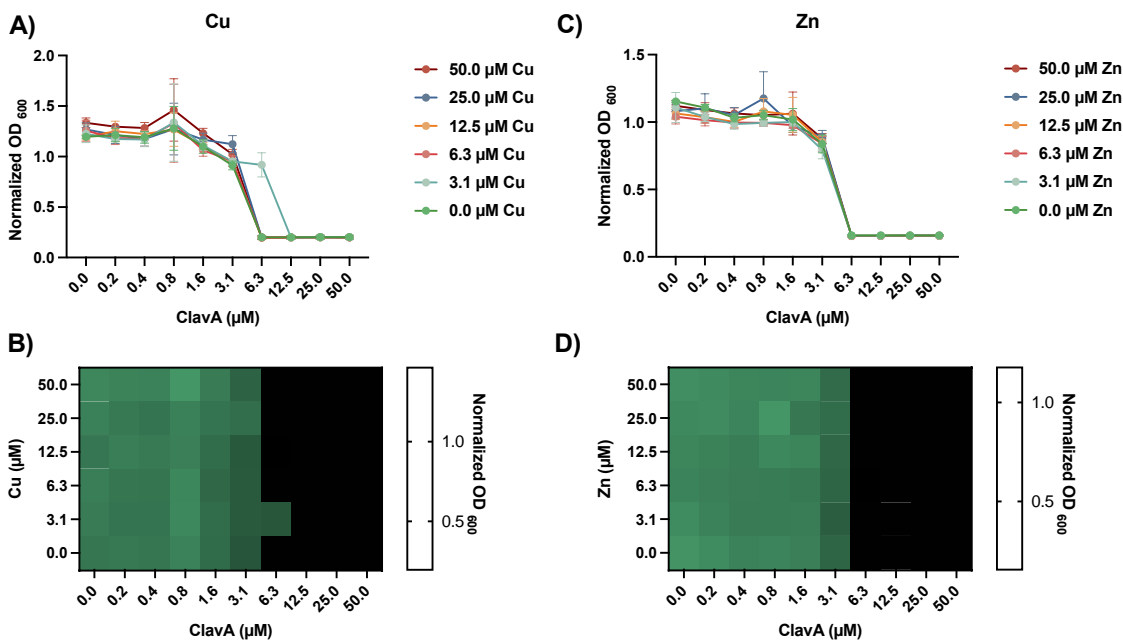 A)
Cu
Normalized OD 600
2.0
1.5
1.0
0.5
0.0
0.0
0.2
0.4
0.8
1.6
3.1
6.3
12.5
25.0
50.0
ClavA (µM)
50.0 µM Cu
25.0 µM Cu
12.5 µM Cu
6.3 µM Cu
3.1 µM Cu
0.0 µM Cu
C)
Zn
Normalized OD 600
1.5
1.0
0.5
0.0
0.0
0.2
0.4
0.8
1.6
3.1
6.3
12.5
25.0
50.0
ClavA (µM)
50.0 µM Zn
25.0 µM Zn
12.5 µM Zn
6.3 µM Zn
3.1 µM Zn
0.0 µM Zn
B)
Cu (µM)
50.0
25.0
12.5
6.3
3.1
0.0
0.0
0.2
0.4
0.8
1.6
3.1
6.3
12.5
25.0
50.0
ClavA (µM)
1.0
0.5
Normalized OD 600
D)
Zn (µM)
50.0
25.0
12.5
6.3
3.1
0.0
0.0
0.2
0.4
0.8
1.6
3.1
6.3
12.5
25.0
50.0
ClavA (µM)
1.0
0.5
Normalized OD 600